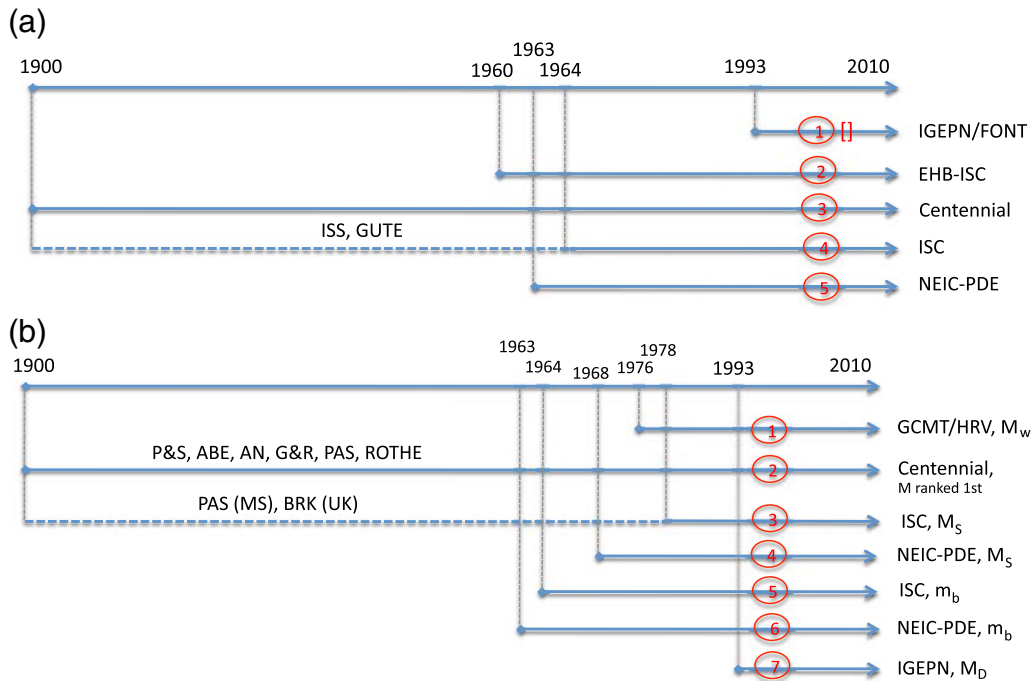 (a)
1963
1900 1960 1964 1993 2010
1 [] IGEPN/FONT
2 EHB-ISC
3 Centennial
ISS, GUTE
4 ISC
5 NEIC-PDE
(b)
1963 1978
1900 1964 1968 1976 1993 2010
1 GCMT/HRV, Mw
P&S, ABE, AN, G&R, PAS, ROTHE
2 Centennial,
M ranked 1st
PAS (MS), BRK (UK)
3 ISC, MS
4 NEIC-PDE, MS
5 ISC, mb
6 NEIC-PDE, mb
7 IGEPN, MD